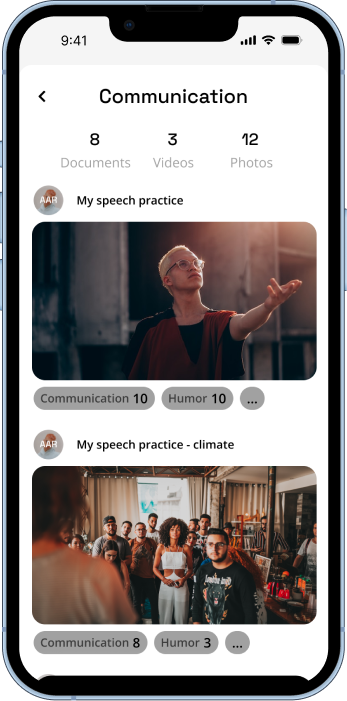 9:41
Communication
8 3 12
Documents Videos Photos
AAR My speech practice
Communication 10 Humor 10 ...
AAR My speech practice - climate
Communication 8 Humor 3 ...